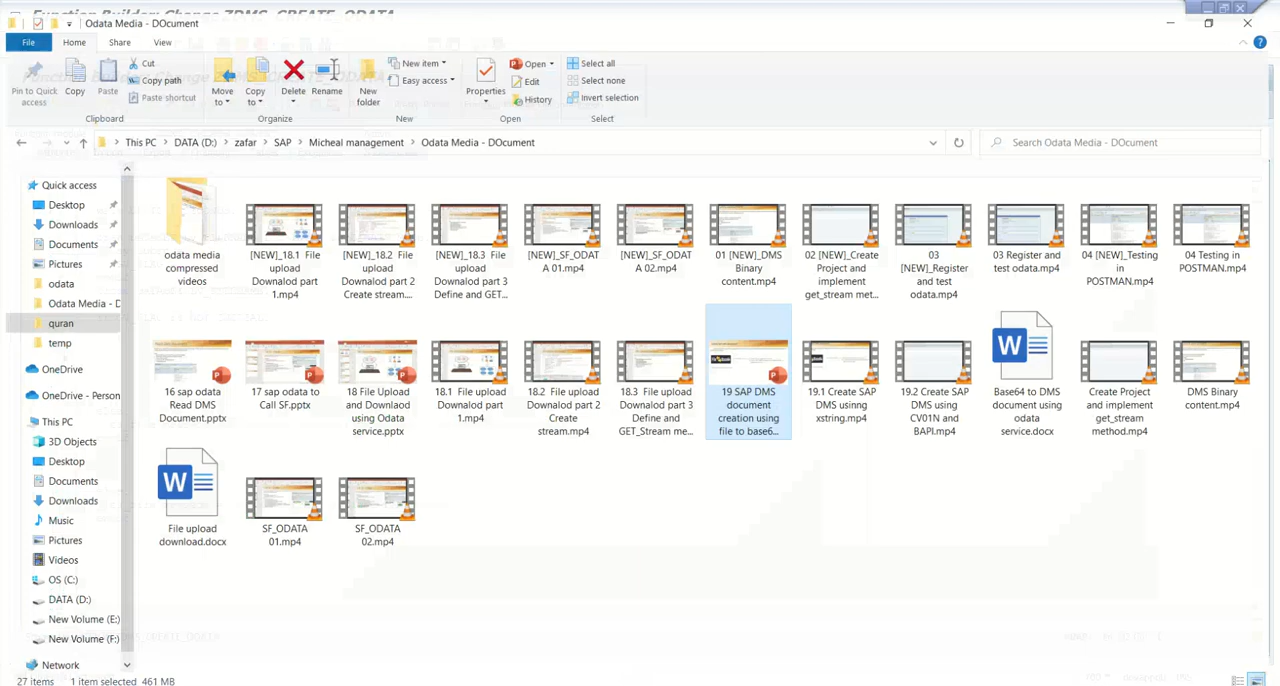 Odata Media - DOcument
File Home Share View
Pin to Quick access
Copy
Paste
Cut
Copy path
Paste shortcut
Move to
Copy to
Delete
Rename
New folder
New item
Easy access
Properties
Open
Edit
History
Select all
Select none
Invert selection
Clipboard Organize New Open Select
This PC > DATA (D:) > zafar > SAP > Micheal management > Odata Media - DOcument
Search Odata Media - DOcument
Quick access
Desktop
Downloads
Documents
Pictures
odata
Odata Media - D
quran
temp
OneDrive
OneDrive - Person
This PC
3D Objects
Desktop
Documents
Downloads
Music
Pictures
Videos
OS (C:)
DATA (D:)
New Volume (E:)
New Volume (F:)
Network
odata media compressed videos
[NEW]_18.1 File upload Downalod part 1.mp4
[NEW]_18.2 File upload Downalod part 2 Create stream....
[NEW]_18.3 File upload Downalod part 3 Define and GET...
[NEW]_SF_ODATA 01.mp4
[NEW]_SF_ODATA 02.mp4
01 [NEW]_DMS Binary content.mp4
02 [NEW]_Create Project and implement get_stream met...
03 [NEW]_Register and test odata.mp4
03 Register and test odata.mp4
04 [NEW]_Testing in POSTMAN.mp4
04 Testing in POSTMAN.mp4
16 sap odata Read DMS Document.pptx
17 sap odata to Call SF.pptx
18 File Upload and Downlaod using Odata service.pptx
18.1 File upload Downalod part 1.mp4
18.2 File upload Downalod part 2 Create stream.mp4
18.3 File upload Downalod part 3 Define and GET_Stream me...
19 SAP DMS document creation using file to base6...
19.1 Create SAP DMS usinng xstring.mp4
19.2 Create SAP DMS using CV01N and BAPI.mp4
Base64 to DMS document using odata service.docx
Create Project and implement get_stream method.mp4
DMS Binary content.mp4
File upload download.docx
SF_ODATA 01.mp4
SF_ODATA 02.mp4
27 items 1 item selected 461 MB